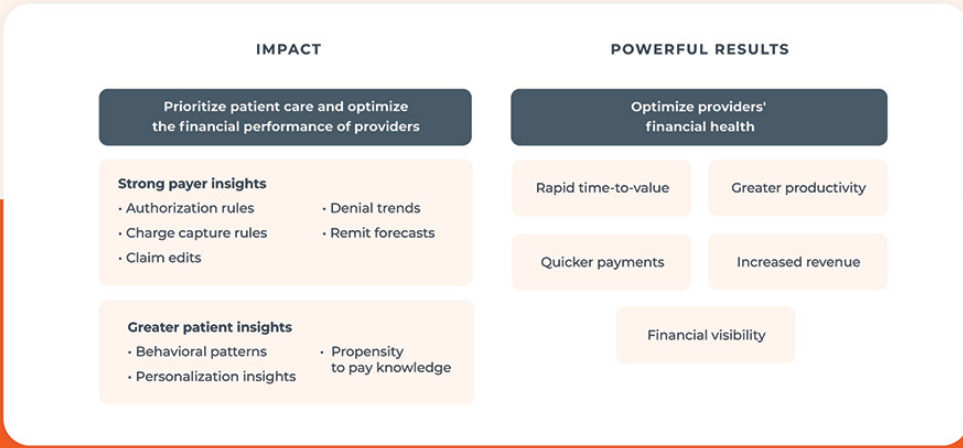 IMPACT
Prioritize patient care and optimize
the financial performance of providers
Strong payer insights
• Authorization rules
• Charge capture rules
• Claim edits
• Denial trends
• Remit forecasts
Greater patient insights
• Behavioral patterns
• Personalization insights
• Propensity
to pay knowledge
POWERFUL RESULTS
Optimize providers'
financial health
Rapid time-to-value
Greater productivity
Quicker payments
Increased revenue
Financial visibility